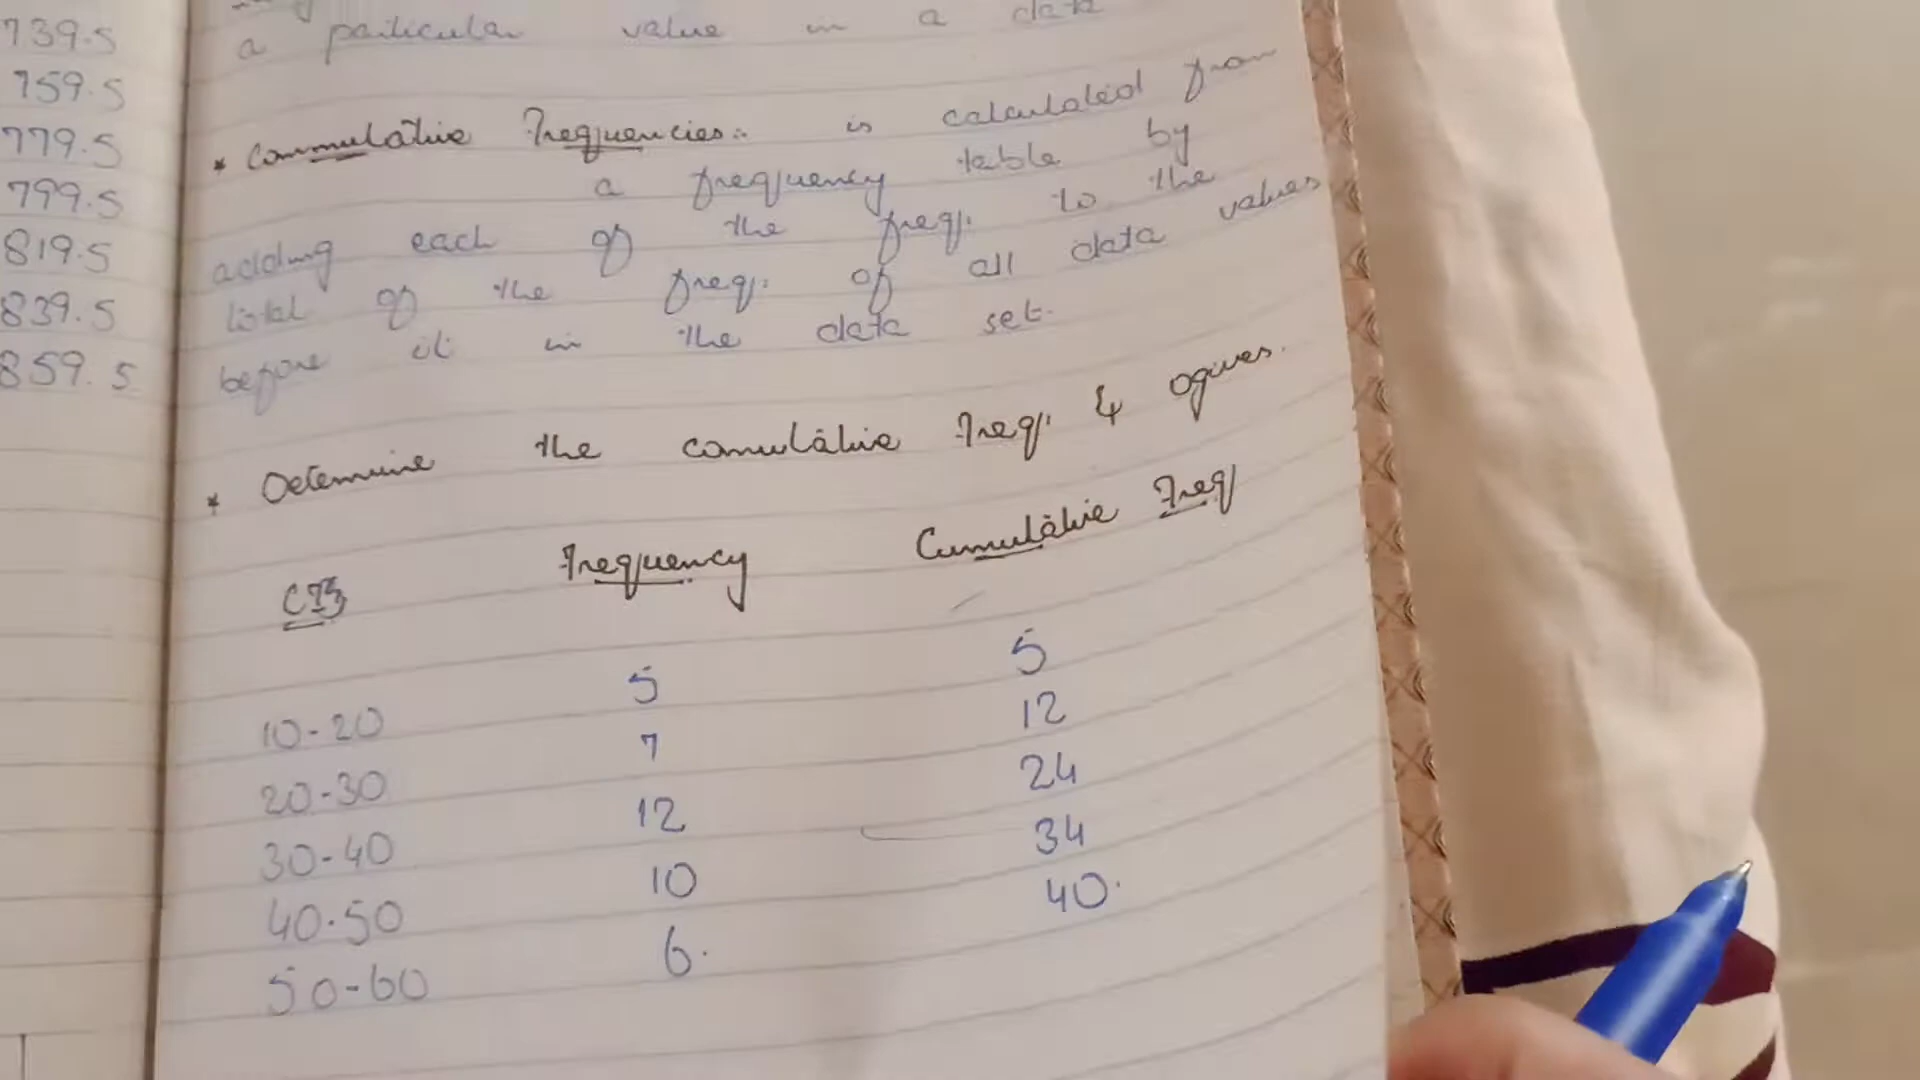 739.5
759.5
779.5
799.5
819.5
839.5
859.5
a particular value in a data
* Commulative Frequencies:- is calculated from
a frequency table by
adding each of the freq. to the
total of the freq. of all data values
before it in the data set.
* Determine the comulative freq. & ogives.
CI's Frequency Cumulative Freq
10-20 5 5
20-30 7 12
30-40 12 24
40-50 10 34
50-60 6. 40.